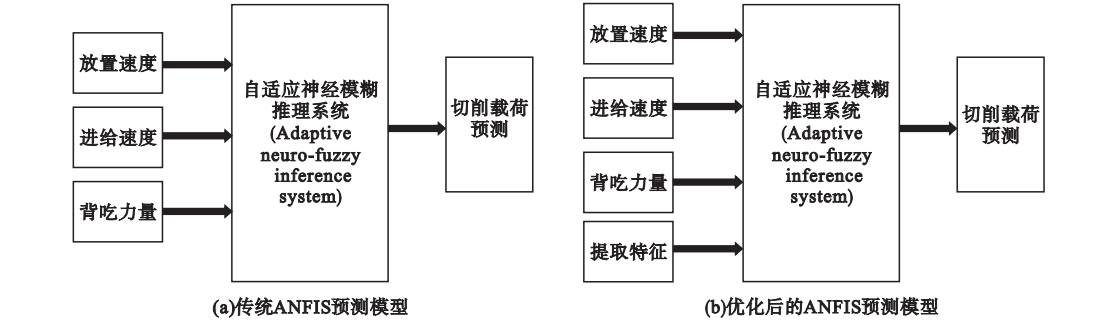 放置速度
进给速度
背吃力量
自适应神经模糊
推理系统
(Adaptive
neuro-fuzzy
inference
system)
切削载荷
预测
(a)传统ANFIS预测模型
放置速度
进给速度
背吃力量
提取特征
自适应神经模糊
推理系统
(Adaptive
neuro-fuzzy
inference
system)
切削载荷
预测
(b)优化后的ANFIS预测模型